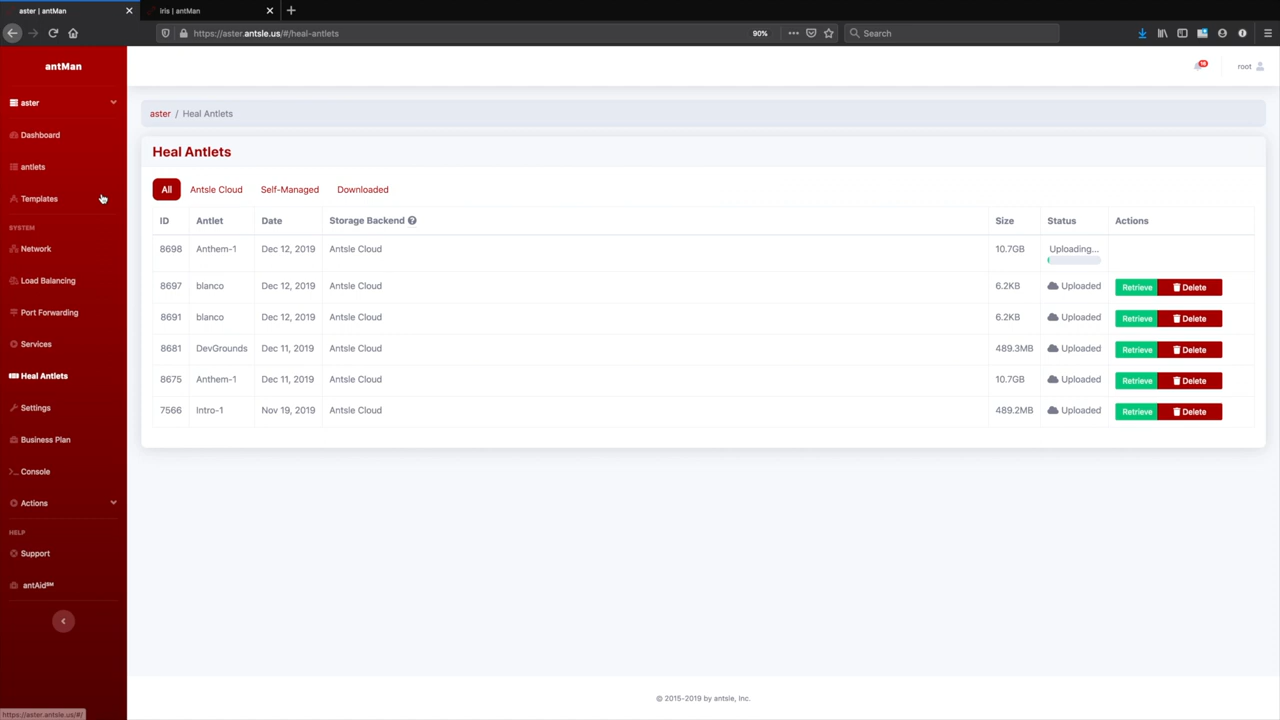 aster | antMan
iris | antMan
https://aster.antsle.us/#/heal-antlets
90%
Search
antMan
18
root
aster
aster / Heal Antlets
Dashboard
antlets
Templates
SYSTEM
Network
Load Balancing
Port Forwarding
Services
Heal Antlets
Settings
Business Plan
Console
Actions
HELP
Support
antAid℠
Heal Antlets
All Antsle Cloud Self-Managed Downloaded
ID Antlet Date Storage Backend Size Status Actions
8698 Anthem-1 Dec 12, 2019 Antsle Cloud 10.7GB Uploading...
8697 blanco Dec 12, 2019 Antsle Cloud 6.2KB Uploaded Retrieve Delete
8691 blanco Dec 12, 2019 Antsle Cloud 6.2KB Uploaded Retrieve Delete
8681 DevGrounds Dec 11, 2019 Antsle Cloud 489.3MB Uploaded Retrieve Delete
8675 Anthem-1 Dec 11, 2019 Antsle Cloud 10.7GB Uploaded Retrieve Delete
7566 Intro-1 Nov 19, 2019 Antsle Cloud 489.2MB Uploaded Retrieve Delete
© 2015-2019 by antsle, Inc.
https://aster.antsle.us/#/